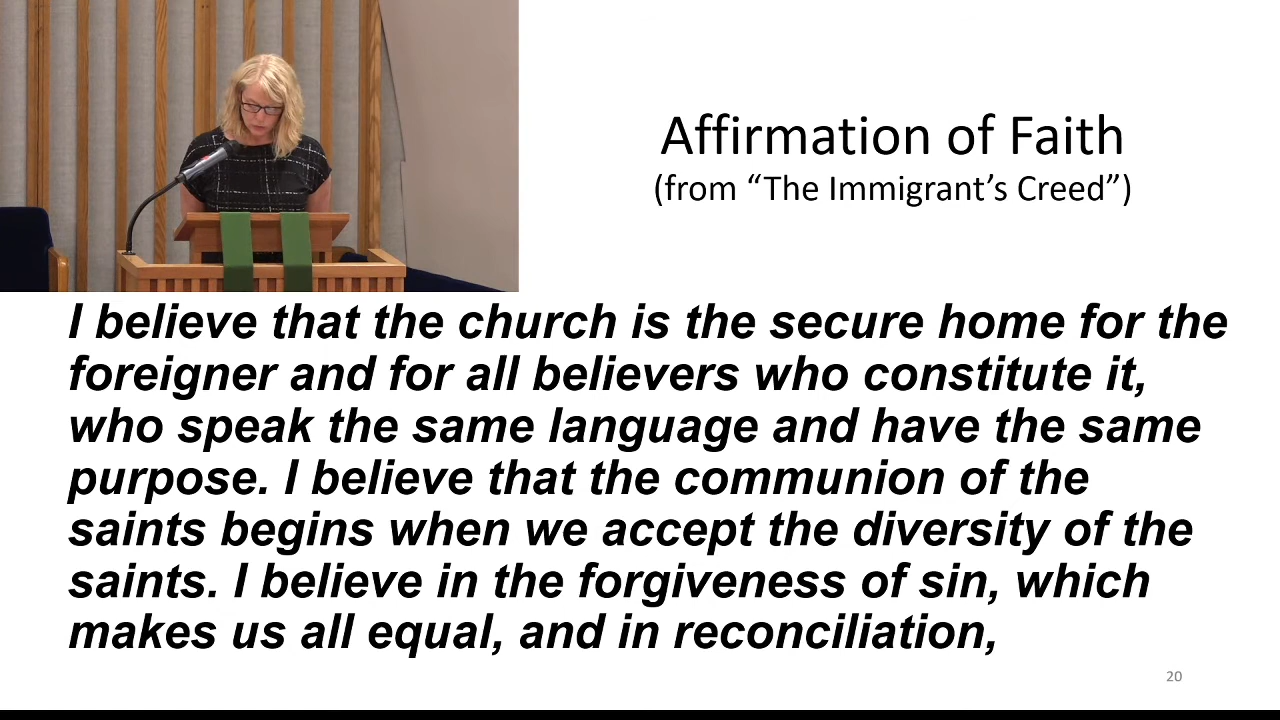 Affirmation of Faith
(from “The Immigrant’s Creed”)
I believe that the church is the secure home for the
foreigner and for all believers who constitute it,
who speak the same language and have the same
purpose. I believe that the communion of the
saints begins when we accept the diversity of the
saints. I believe in the forgiveness of sin, which
makes us all equal, and in reconciliation,
20